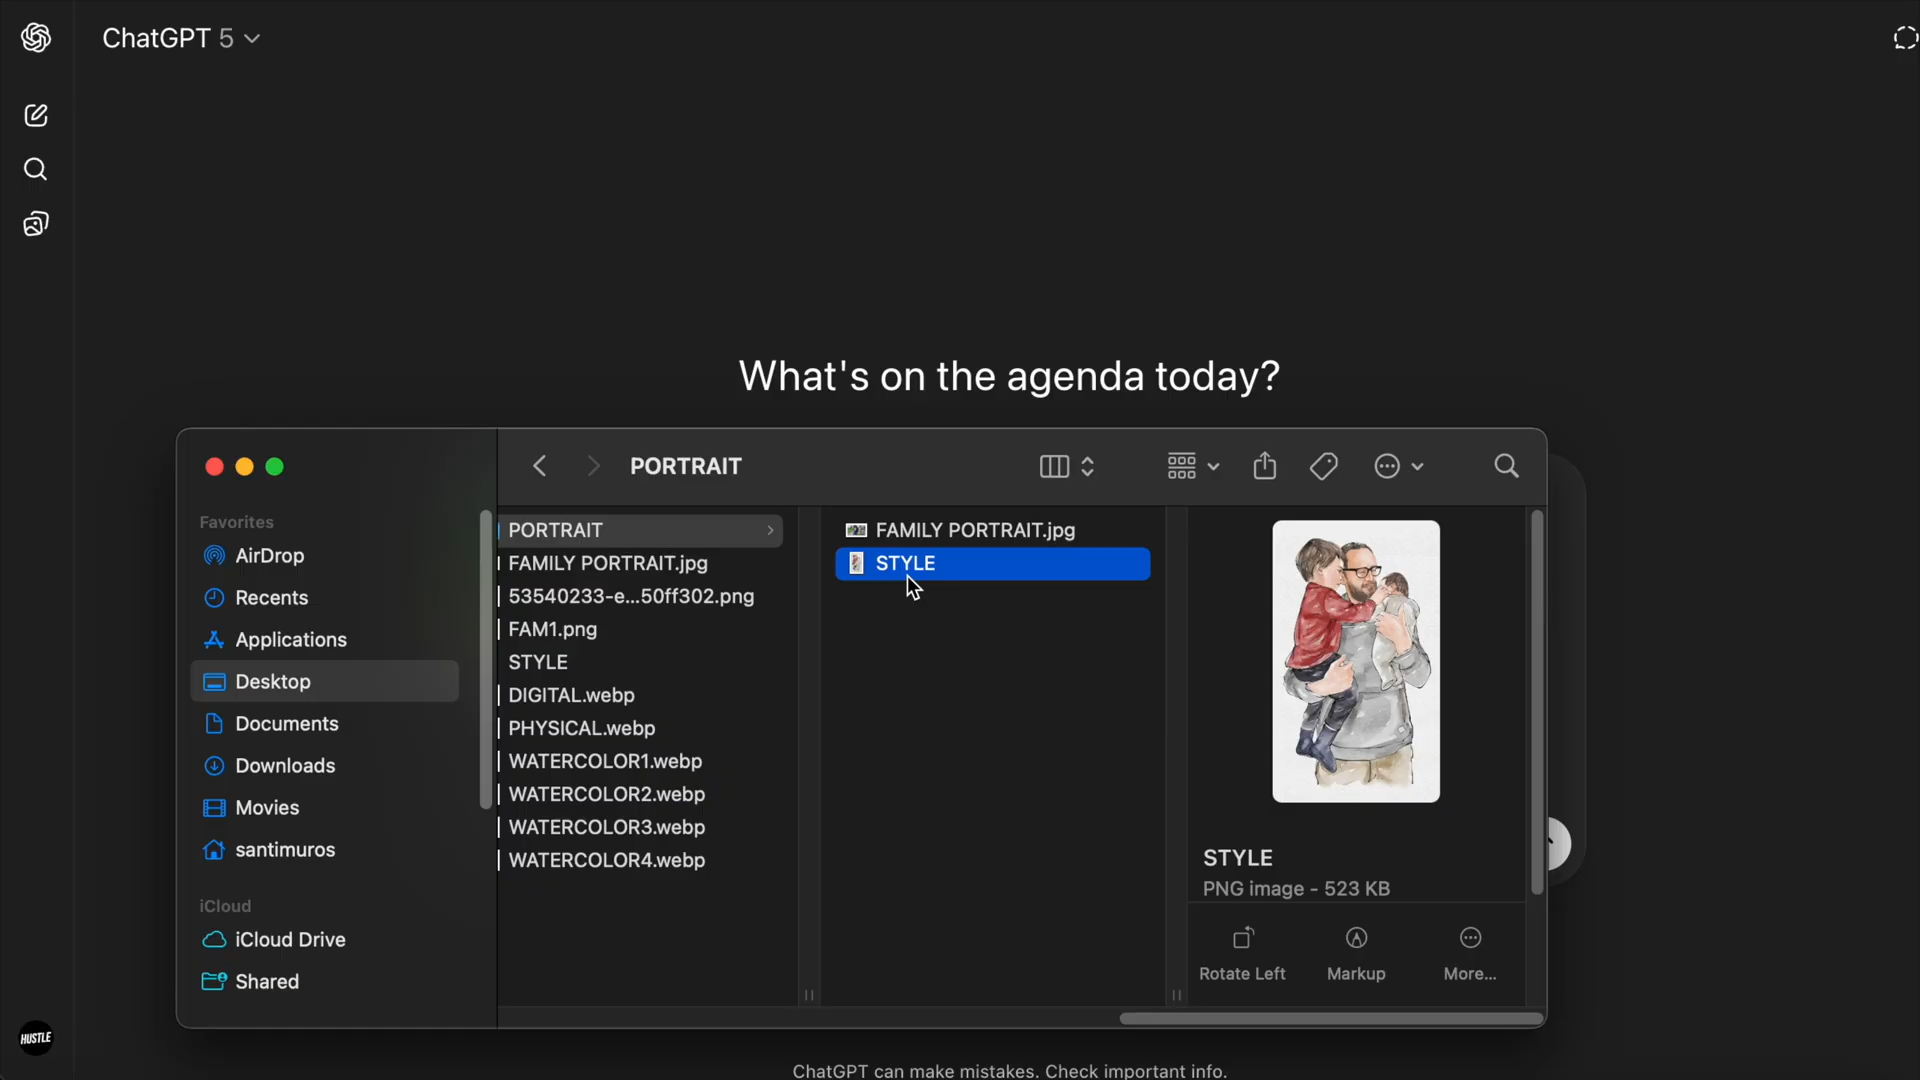 ChatGPT 5
What's on the agenda today?
PORTRAIT
Favorites
AirDrop
Recents
Applications
Desktop
Documents
Downloads
Movies
santimuros
iCloud
iCloud Drive
Shared
PORTRAIT
FAMILY PORTRAIT.jpg
53540233-e...50ff302.png
FAM1.png
STYLE
DIGITAL.webp
PHYSICAL.webp
WATERCOLOR1.webp
WATERCOLOR2.webp
WATERCOLOR3.webp
WATERCOLOR4.webp
FAMILY PORTRAIT.jpg
STYLE
STYLE
PNG image - 523 KB
Rotate Left
Markup
More...
HUSTLE
ChatGPT can make mistakes. Check important info.